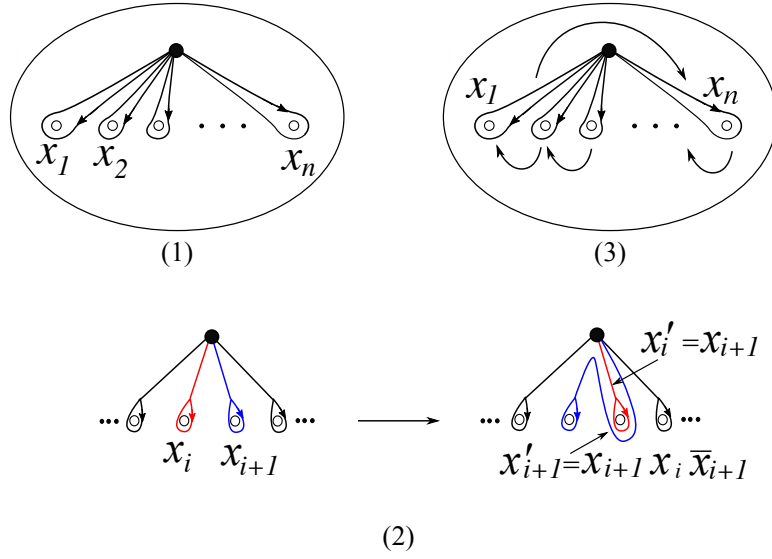 x₁ x₂ · · · xₙ
(1)
x₁ · · · xₙ
(3)
x'ᵢ = xᵢ₊₁
... xᵢ xᵢ₊₁ ...
... x'ᵢ₊₁ = xᵢ₊₁ xᵢ x̅ᵢ₊₁ ...
(2)